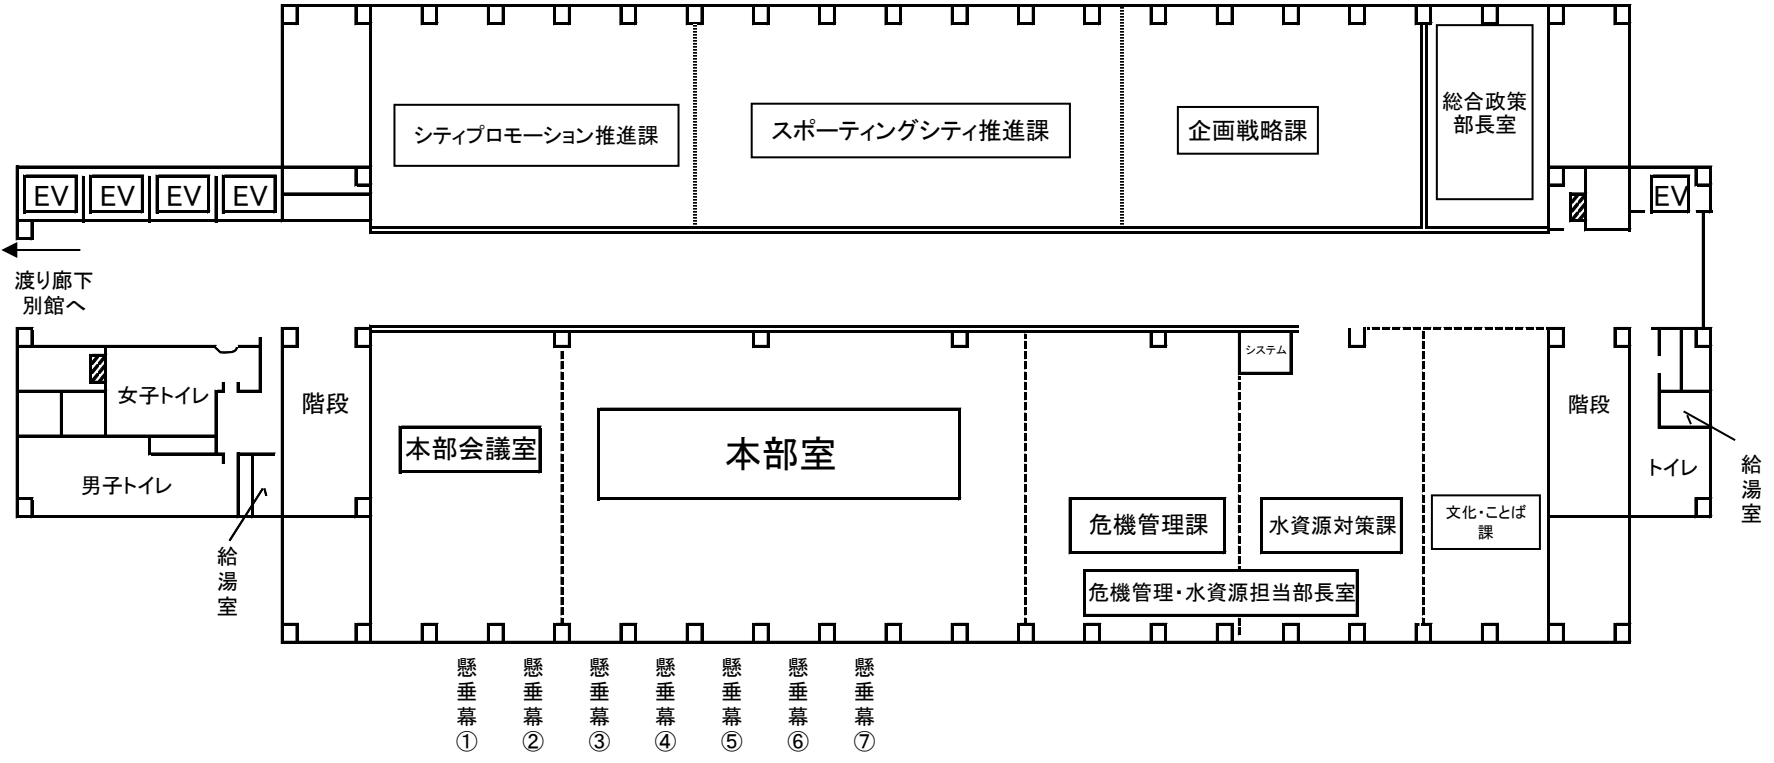 シティプロモーション推進課
スポーティングシティ推進課
企画戦略課
総合政策
部長室
EV
EV
EV
EV
EV
渡り廊下
別館へ
システム
女子トイレ
階段
本部会議室
本部室
階段
男子トイレ
トイレ
給湯室
危機管理課
水資源対策課
文化・ことば
課
給湯室
危機管理・水資源担当部長室
懸垂幕①
懸垂幕②
懸垂幕③
懸垂幕④
懸垂幕⑤
懸垂幕⑥
懸垂幕⑦